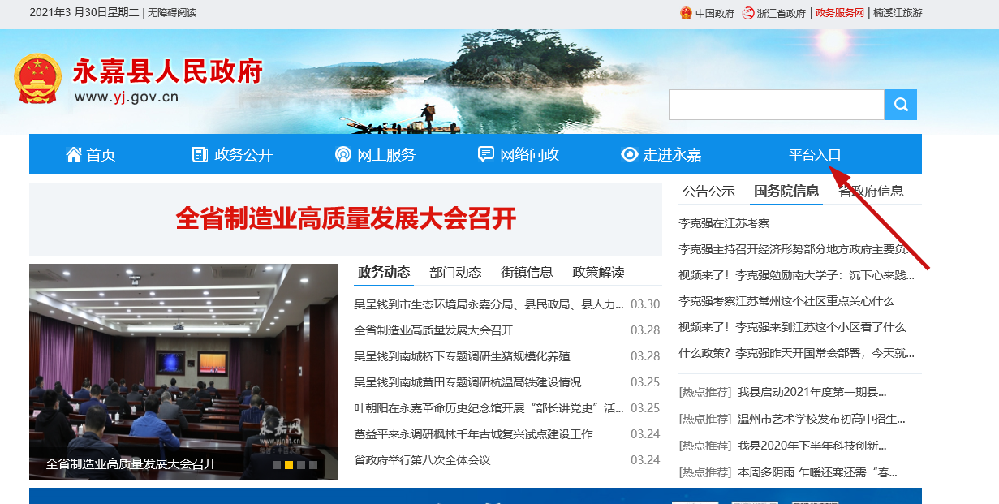 2021年3 月30日星期二 | 无障碍阅读
中国政府 浙江省政府 | 政务服务网 | 楠溪江旅游
永嘉县人民政府
www.yj.gov.cn
首页 政务公开 网上服务 网络问政 走进永嘉 平台入口
全省制造业高质量发展大会召开
公告公示 国务院信息 省政府信息
李克强在江苏考察
李克强主持召开经济形势部分地方政府主要负...
视频来了！李克强勉励南大学子：沉下心来践...
李克强考察江苏常州这个社区重点关心什么
视频来了！李克强来到江苏这个小区看了什么
什么政策？李克强昨天开国常会部署，今天就...
[热点推荐] 我县启动2021年度第一期县...
[热点推荐] 温州市艺术学校发布初高中招生...
[热点推荐] 我县2020年下半年科技创新...
[热点推荐] 本周多阴雨 乍暖还寒还需“春...
政务动态 部门动态 街镇信息 政策解读
吴呈钱到市生态环境局永嘉分局、县民政局、县人力... 03.30
全省制造业高质量发展大会召开 03.28
吴呈钱到南城桥下专题调研生猪规模化养殖 03.28
吴呈钱到南城黄田专题调研杭温高铁建设情况 03.25
叶朝阳在永嘉革命历史纪念馆开展“部长讲党史”活... 03.25
葛益平来永调研枫林千年古城复兴试点建设工作 03.24
省政府举行第八次全体会议 03.24
永嘉网
www.yjnet.cn
全省制造业高质量发展大会召开